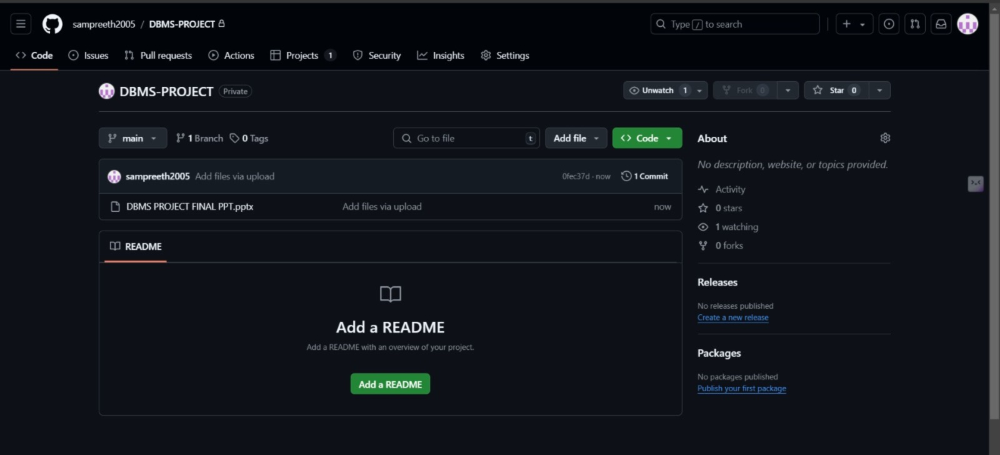 sampreeth2005 / DBMS-PROJECT
Type / to search
Code Issues Pull requests Actions Projects 1 Security Insights Settings
DBMS-PROJECT Private
Unwatch 1 Fork 0 Star 0
main 1 Branch 0 Tags
Go to file t Add file Code
sampreeth2005 Add files via upload 0fec37d · now 1 Commit
DBMS PROJECT FINAL PPT.pptx Add files via upload now
README
Add a README
Add a README with an overview of your project.
Add a README
About
No description, website, or topics provided.
Activity
0 stars
1 watching
0 forks
Releases
No releases published
Create a new release
Packages
No packages published
Publish your first package